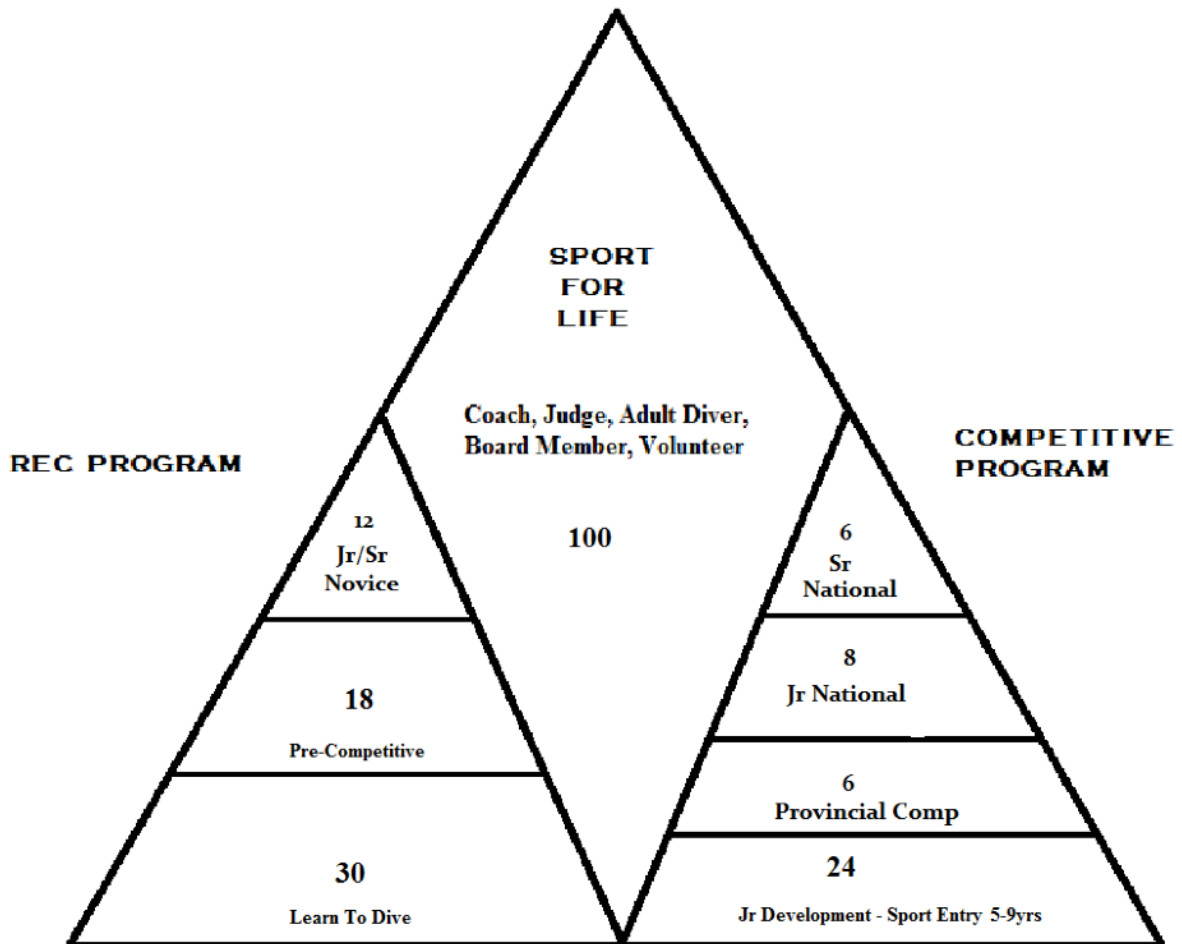 SPORT
FOR
LIFE
Coach, Judge, Adult Diver,
Board Member, Volunteer
100
REC PROGRAM
12
Jr/Sr
Novice
18
Pre-Competitive
30
Learn To Dive
COMPETITIVE
PROGRAM
6
Sr
National
8
Jr National
6
Provincial Comp
24
Jr Development - Sport Entry 5-9yrs